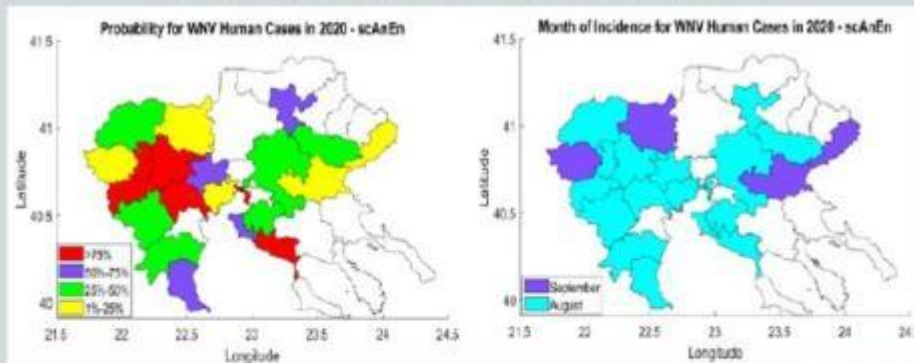 Probability for WNV Human Cases in 2020 - scAnEn
41.5
41
40.5
40
Latitude
>75%
50%-75%
25%-50%
1%-25%
21.5 22 22.5 23 23.5 24 24.5
Longitude
Month of Incidence for WNV Human Cases in 2020 - scAnEn
41.5
41
40.5
40
Latitude
September
August
21.5 22 22.5 23 23.5 24 24.5
Longitude